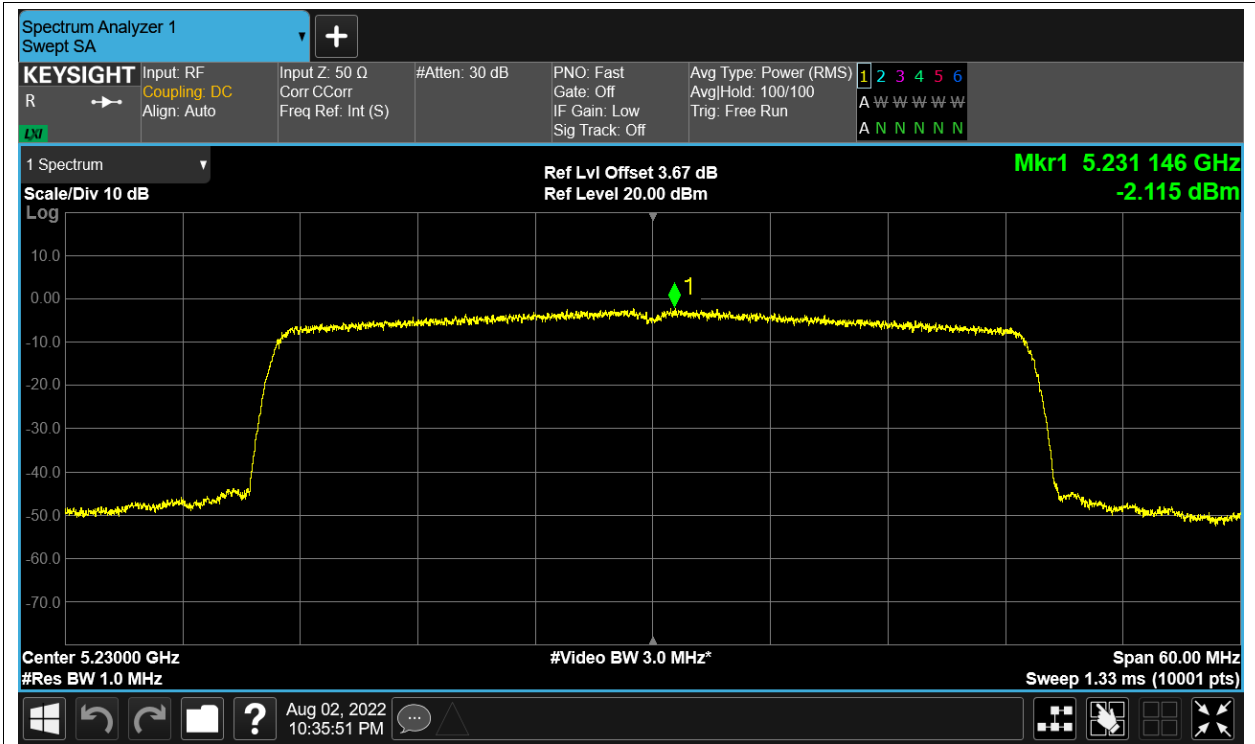 Spectrum Analyzer 1
Swept SA
+
KEYSIGHT
R
LXI
Input: RF
Coupling: DC
Align: Auto
Input Z: 50 Ω
Corr CCorr
Freq Ref: Int (S)
#Atten: 30 dB
PNO: Fast
Gate: Off
IF Gain: Low
Sig Track: Off
Avg Type: Power (RMS)
Avg|Hold: 100/100
Trig: Free Run
1 2 3 4 5 6
A W W W W W
A N N N N N
1 Spectrum
Scale/Div 10 dB
Log
Ref Lvl Offset 3.67 dB
Ref Level 20.00 dBm
Mkr1 5.231 146 GHz
-2.115 dBm
10.0
0.00
1
-10.0
-20.0
-30.0
-40.0
-50.0
-60.0
-70.0
Center 5.23000 GHz
#Res BW 1.0 MHz
#Video BW 3.0 MHz*
Span 60.00 MHz
Sweep 1.33 ms (10001 pts)
?
Aug 02, 2022
10:35:51 PM